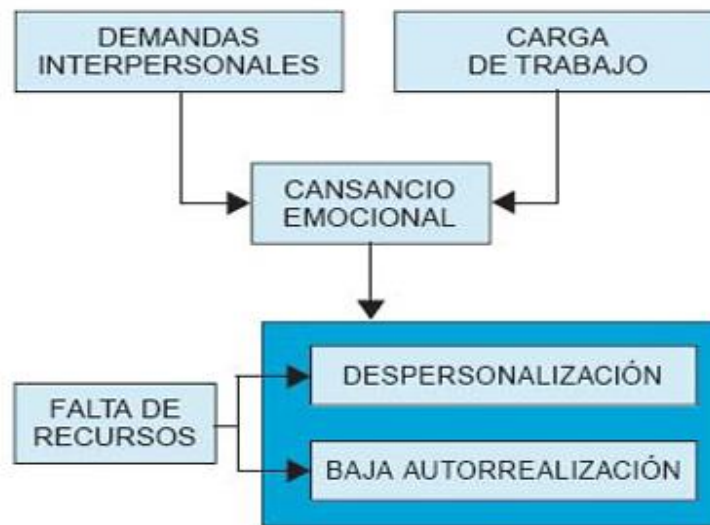 DEMANDAS
INTERPERSONALES
CARGA
DE TRABAJO
CANSANCIO
EMOCIONAL
DESPERSONALIZACIÓN
FALTA DE
RECURSOS
BAJA AUTORREALIZACIÓN